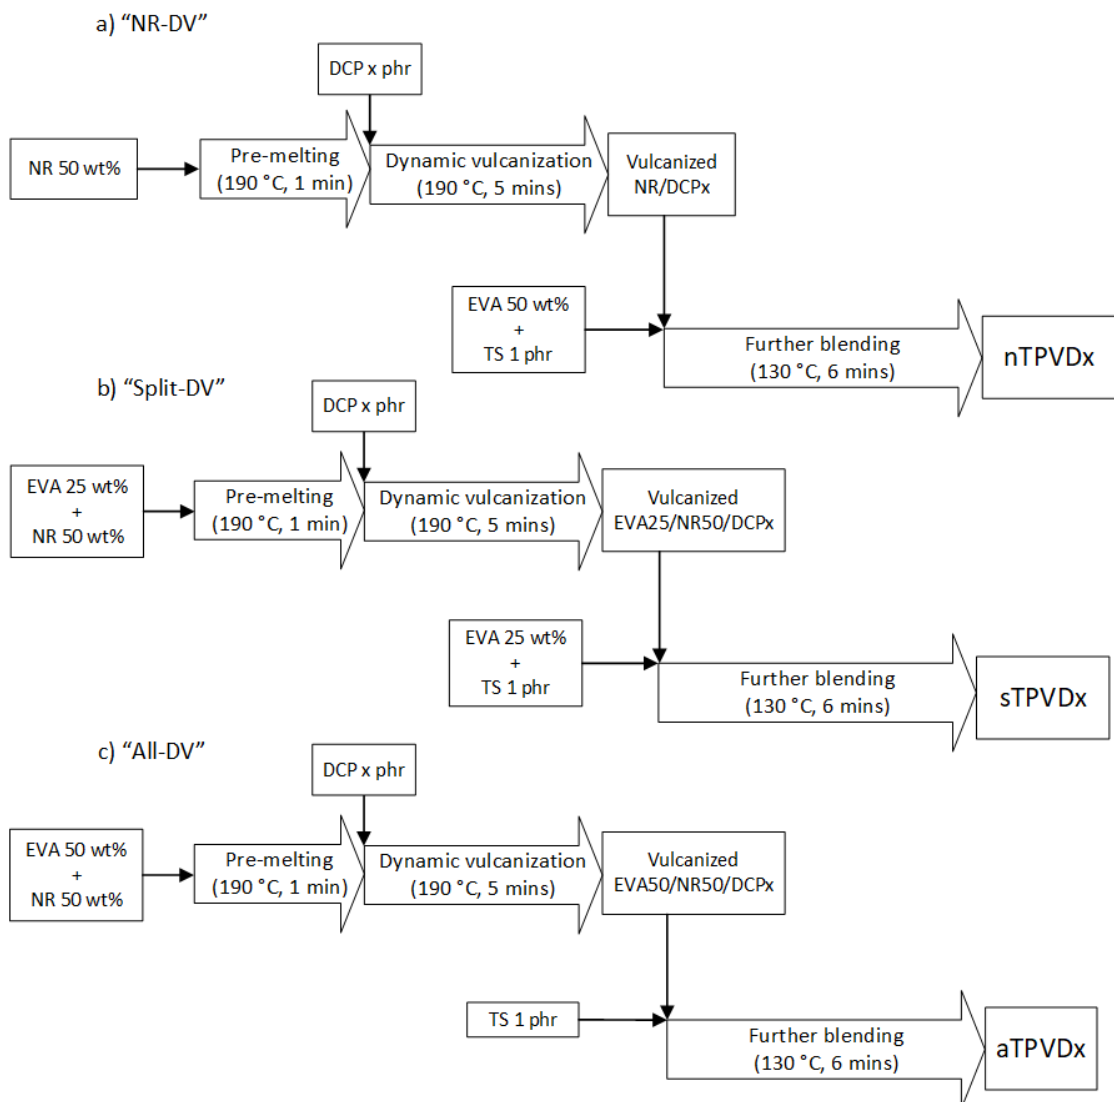 a) “NR-DV”
DCP x phr
NR 50 wt%
Pre-melting
(190 °C, 1 min)
Dynamic vulcanization
(190 °C, 5 mins)
Vulcanized
NR/DCPx
EVA 50 wt%
+
TS 1 phr
Further blending
(130 °C, 6 mins)
nTPVDx
b) “Split-DV”
DCP x phr
EVA 25 wt%
+
NR 50 wt%
Pre-melting
(190 °C, 1 min)
Dynamic vulcanization
(190 °C, 5 mins)
Vulcanized
EVA25/NR50/DCPx
EVA 25 wt%
+
TS 1 phr
Further blending
(130 °C, 6 mins)
sTPVDx
c) “All-DV”
DCP x phr
EVA 50 wt%
+
NR 50 wt%
Pre-melting
(190 °C, 1 min)
Dynamic vulcanization
(190 °C, 5 mins)
Vulcanized
EVA50/NR50/DCPx
TS 1 phr
Further blending
(130 °C, 6 mins)
aTPVDx